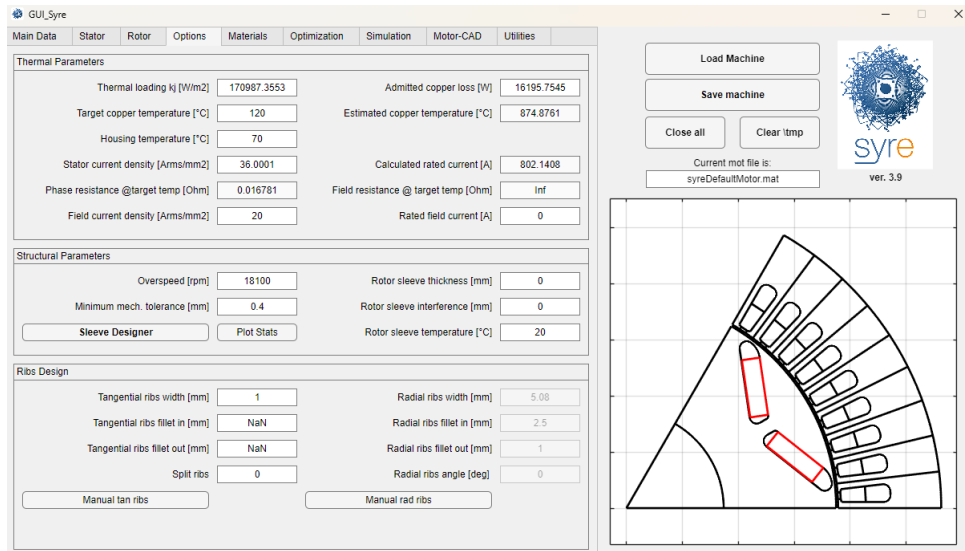 GUI_Syre
Main Data Stator Rotor Options Materials Optimization Simulation Motor-CAD Utilities
Thermal Parameters
Thermal loading kj [W/m2] 170987.3553 Admitted copper loss [W] 16195.7545
Target copper temperature [°C] 120 Estimated copper temperature [°C] 874.8761
Housing temperature [°C] 70
Stator current density [Arms/mm2] 36.0001 Calculated rated current [A] 802.1408
Phase resistance @target temp [Ohm] 0.016781 Field resistance @ target temp [Ohm] Inf
Field current density [Arms/mm2] 20 Rated field current [A] 0
Structural Parameters
Overspeed [rpm] 18100 Rotor sleeve thickness [mm] 0
Minimum mech. tolerance [mm] 0.4 Rotor sleeve interference [mm] 0
Sleeve Designer Plot Stats Rotor sleeve temperature [°C] 20
Ribs Design
Tangential ribs width [mm] 1 Radial ribs width [mm] 5.08
Tangential ribs fillet in [mm] NaN Radial ribs fillet in [mm] 2.5
Tangential ribs fillet out [mm] NaN Radial ribs fillet out [mm] 1
Split ribs 0 Radial ribs angle [deg] 0
Manual tan ribs Manual rad ribs
Load Machine
Save machine
Close all Clear \tmp
Current mot file is:
syreDefaultMotor.mat
syre
ver. 3.9